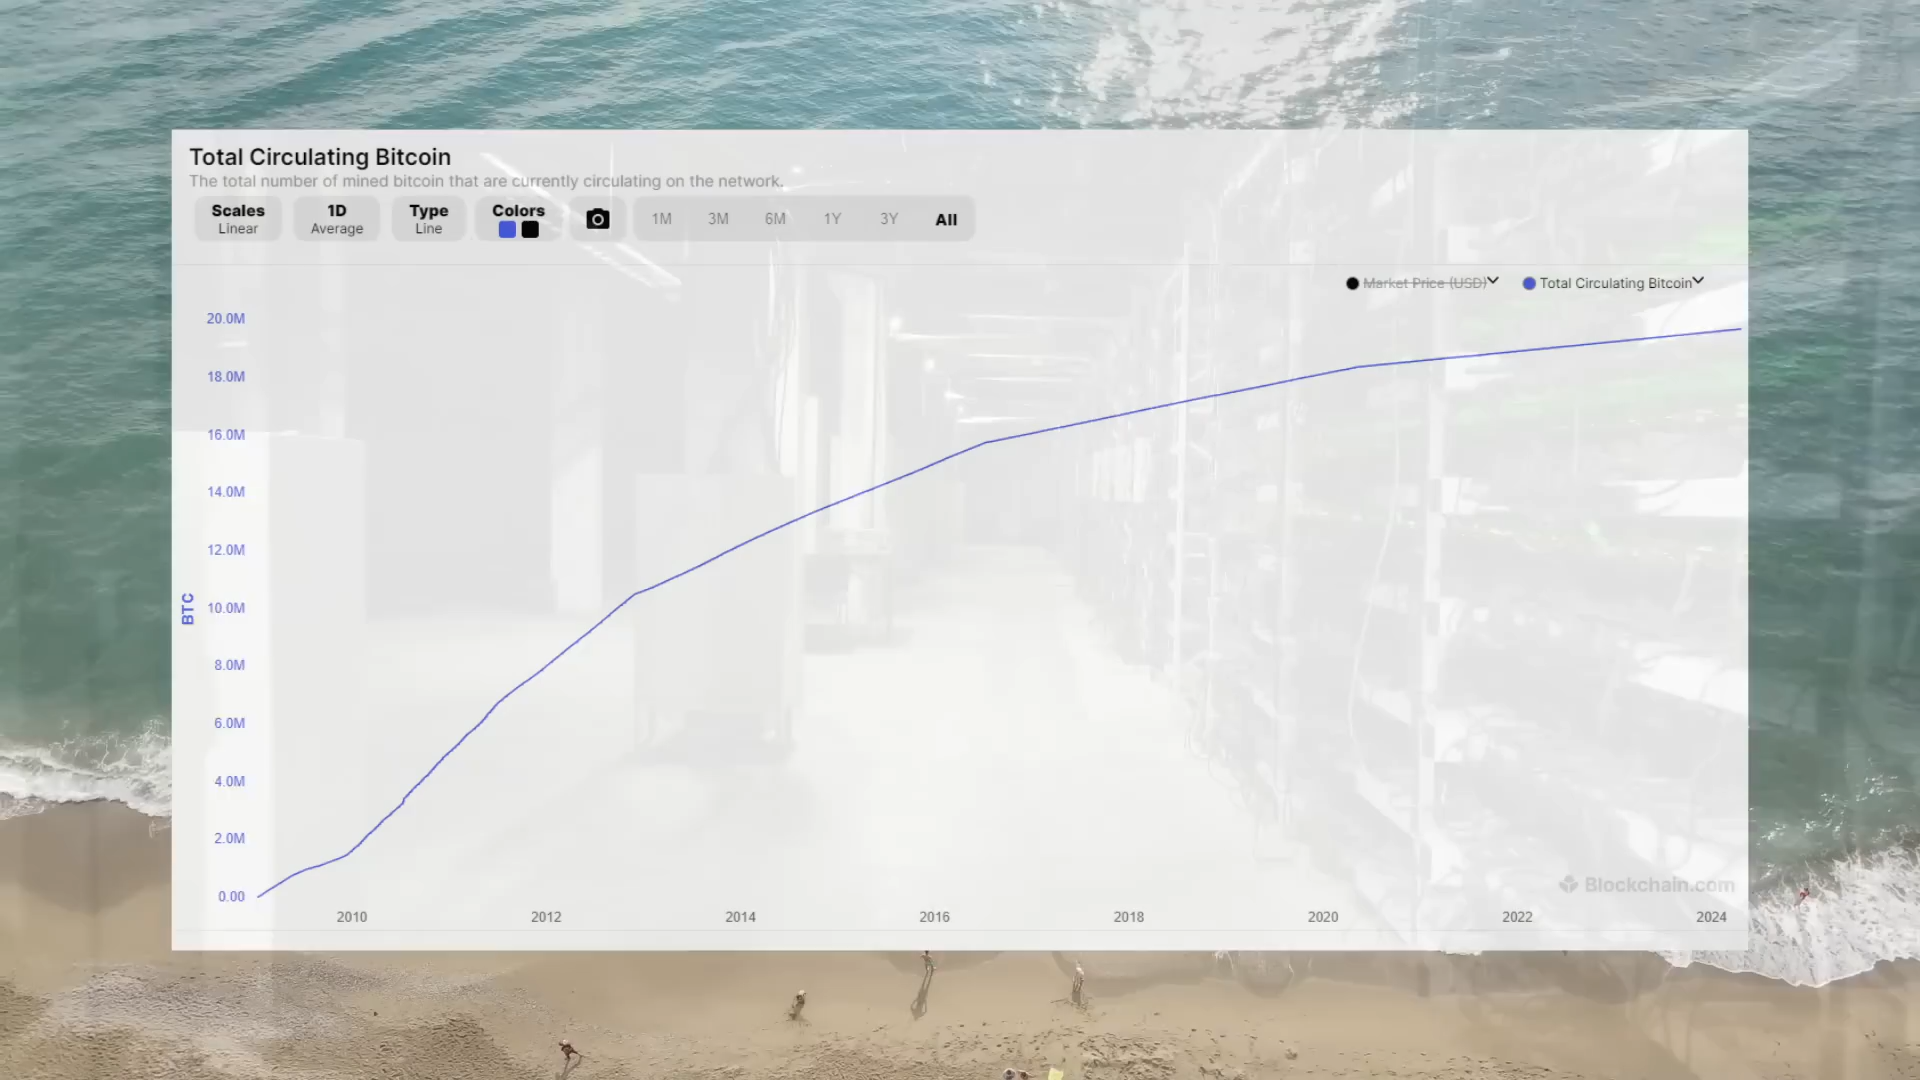 Total Circulating Bitcoin
The total number of mined bitcoin that are currently circulating on the network.
Scales
Linear
1D
Average
Type
Line
Colors
1M 3M 6M 1Y 3Y All
Market Price (USD) Total Circulating Bitcoin
20.0M
18.0M
16.0M
14.0M
12.0M
10.0M
8.0M
6.0M
4.0M
2.0M
0.00
BTC
2010 2012 2014 2016 2018 2020 2022 2024
Blockchain.com